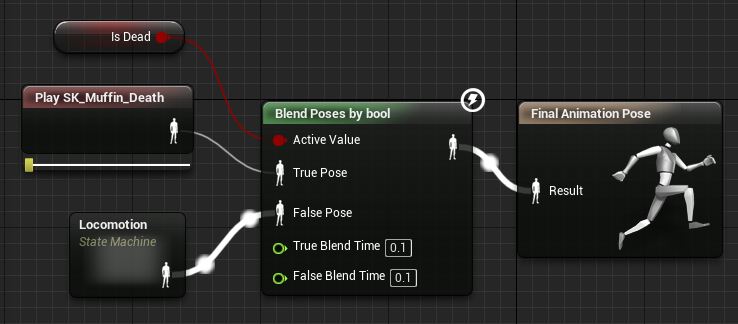 Is Dead
Play SK_Muffin_Death
Blend Poses by bool
Final Animation Pose
Active Value
True Pose
Result
Locomotion
State Machine
False Pose
True Blend Time 0.1
False Blend Time 0.1